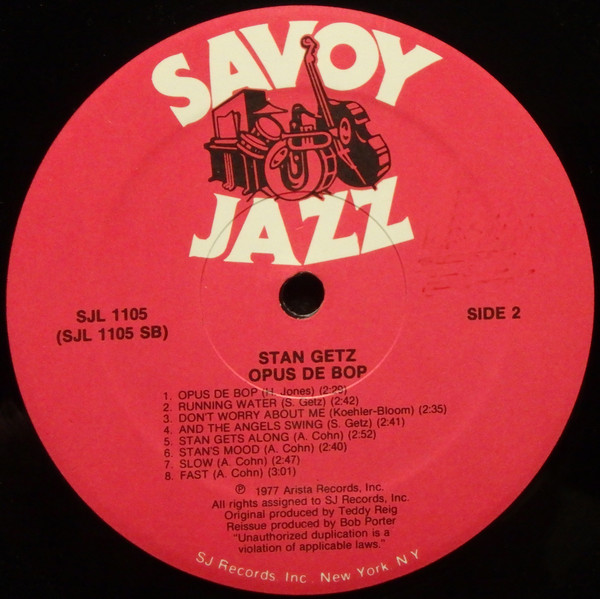 SAVOY
JAZZ
SJL 1105
(SJL 1105 SB)
SIDE 2
STAN GETZ
OPUS DE BOP
1. OPUS DE BOP (H. Jones) (2:29)
2. RUNNING WATER (S. Getz) (2:42)
3. DON'T WORRY ABOUT ME (Koehler-Bloom) (2:35)
4. AND THE ANGELS SWING (S. Getz) (2:41)
5. STAN GETS ALONG (A. Cohn) (2:52)
6. STAN'S MOOD (A. Cohn) (2:40)
7. SLOW (A. Cohn) (2:47)
8. FAST (A. Cohn) (3:01)
℗ 1977 Arista Records, Inc.
All rights assigned to SJ Records, Inc.
Original produced by Teddy Reig
Reissue produced by Bob Porter
"Unauthorized duplication is a
violation of applicable laws."
SJ Records, Inc., New York, N.Y.